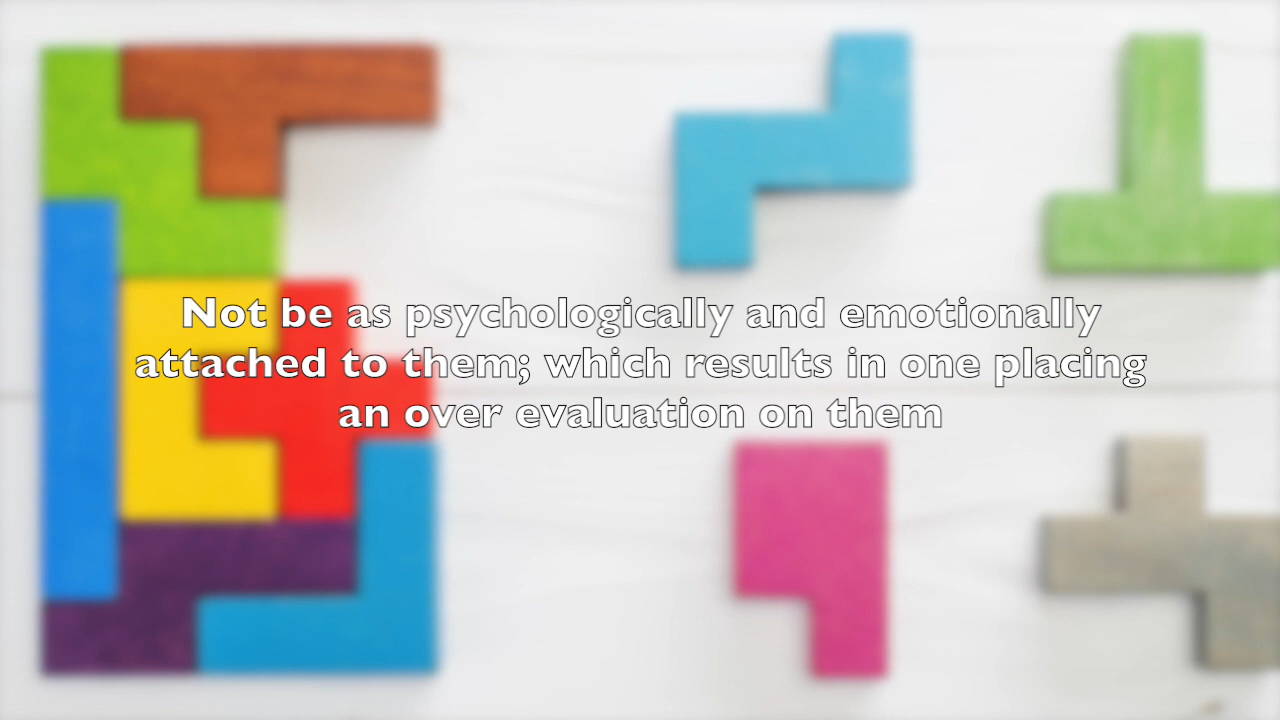 Not be as psychologically and emotionally
attached to them; which results in one placing
an over evaluation on them